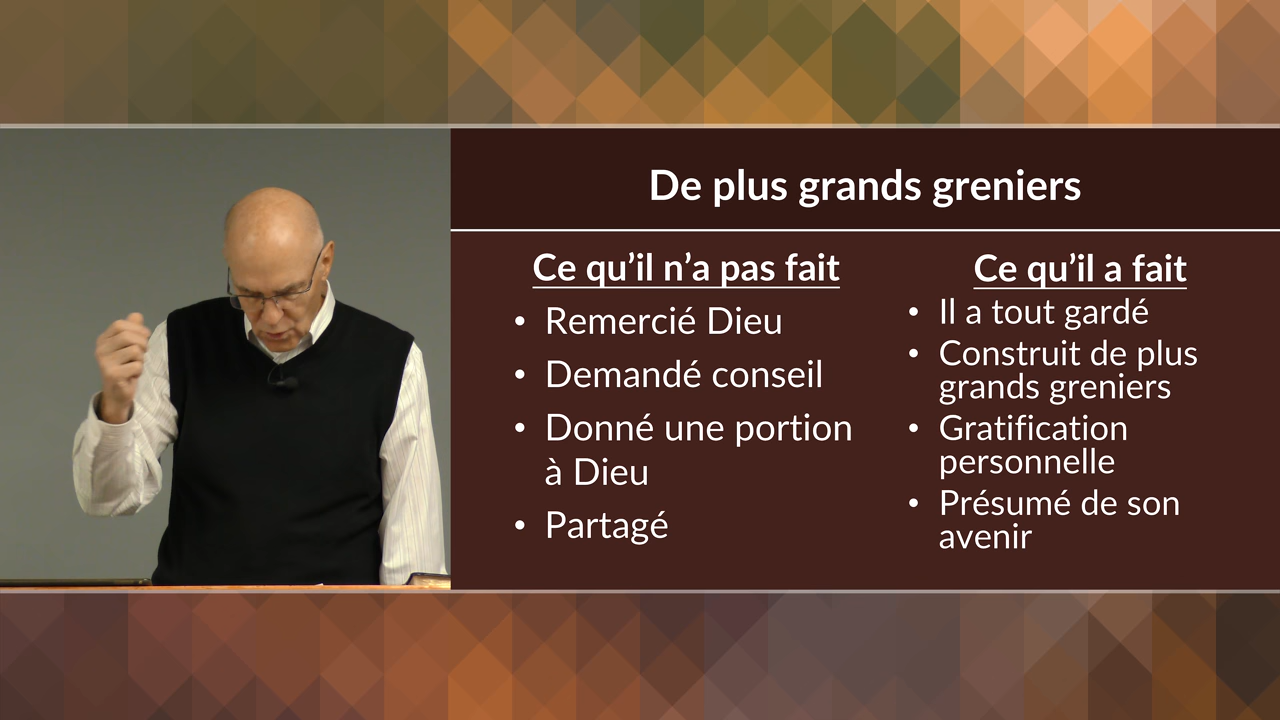 De plus grands greniers
Ce qu’il n’a pas fait
• Remercié Dieu
• Demandé conseil
• Donné une portion
à Dieu
• Partagé
Ce qu’il a fait
• Il a tout gardé
• Construit de plus
grands greniers
• Gratification
personnelle
• Présumé de son
avenir